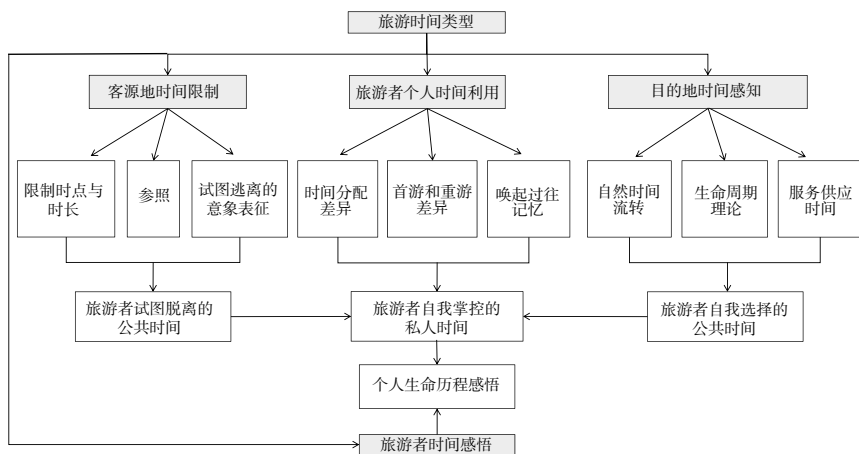 旅游时间类型
客源地时间限制
旅游者个人时间利用
目的地时间感知
限制时点与
时长
参照
试图逃离的
意象表征
时间分配
差异
首游和重游
差异
唤起过往
记忆
自然时间
流转
生命周期
理论
服务供应
时间
旅游者试图脱离的
公共时间
旅游者自我掌控的
私人时间
旅游者自我选择的
公共时间
个人生命历程感悟
旅游者时间感悟